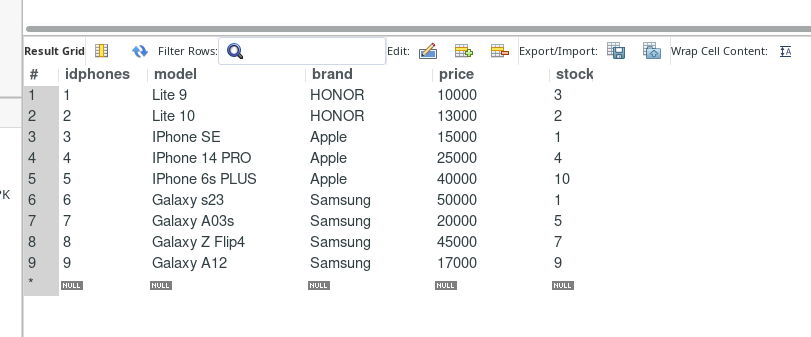 Result Grid Filter Rows: Edit: Export/Import: Wrap Cell Content: IA
# idphones model brand price stock
1 1 Lite 9 HONOR 10000 3
2 2 Lite 10 HONOR 13000 2
3 3 IPhone SE Apple 15000 1
4 4 IPhone 14 PRO Apple 25000 4
5 5 IPhone 6s PLUS Apple 40000 10
PK
6 6 Galaxy s23 Samsung 50000 1
7 7 Galaxy A03s Samsung 20000 5
8 8 Galaxy Z Flip4 Samsung 45000 7
9 9 Galaxy A12 Samsung 17000 9
* NULL NULL NULL NULL NULL